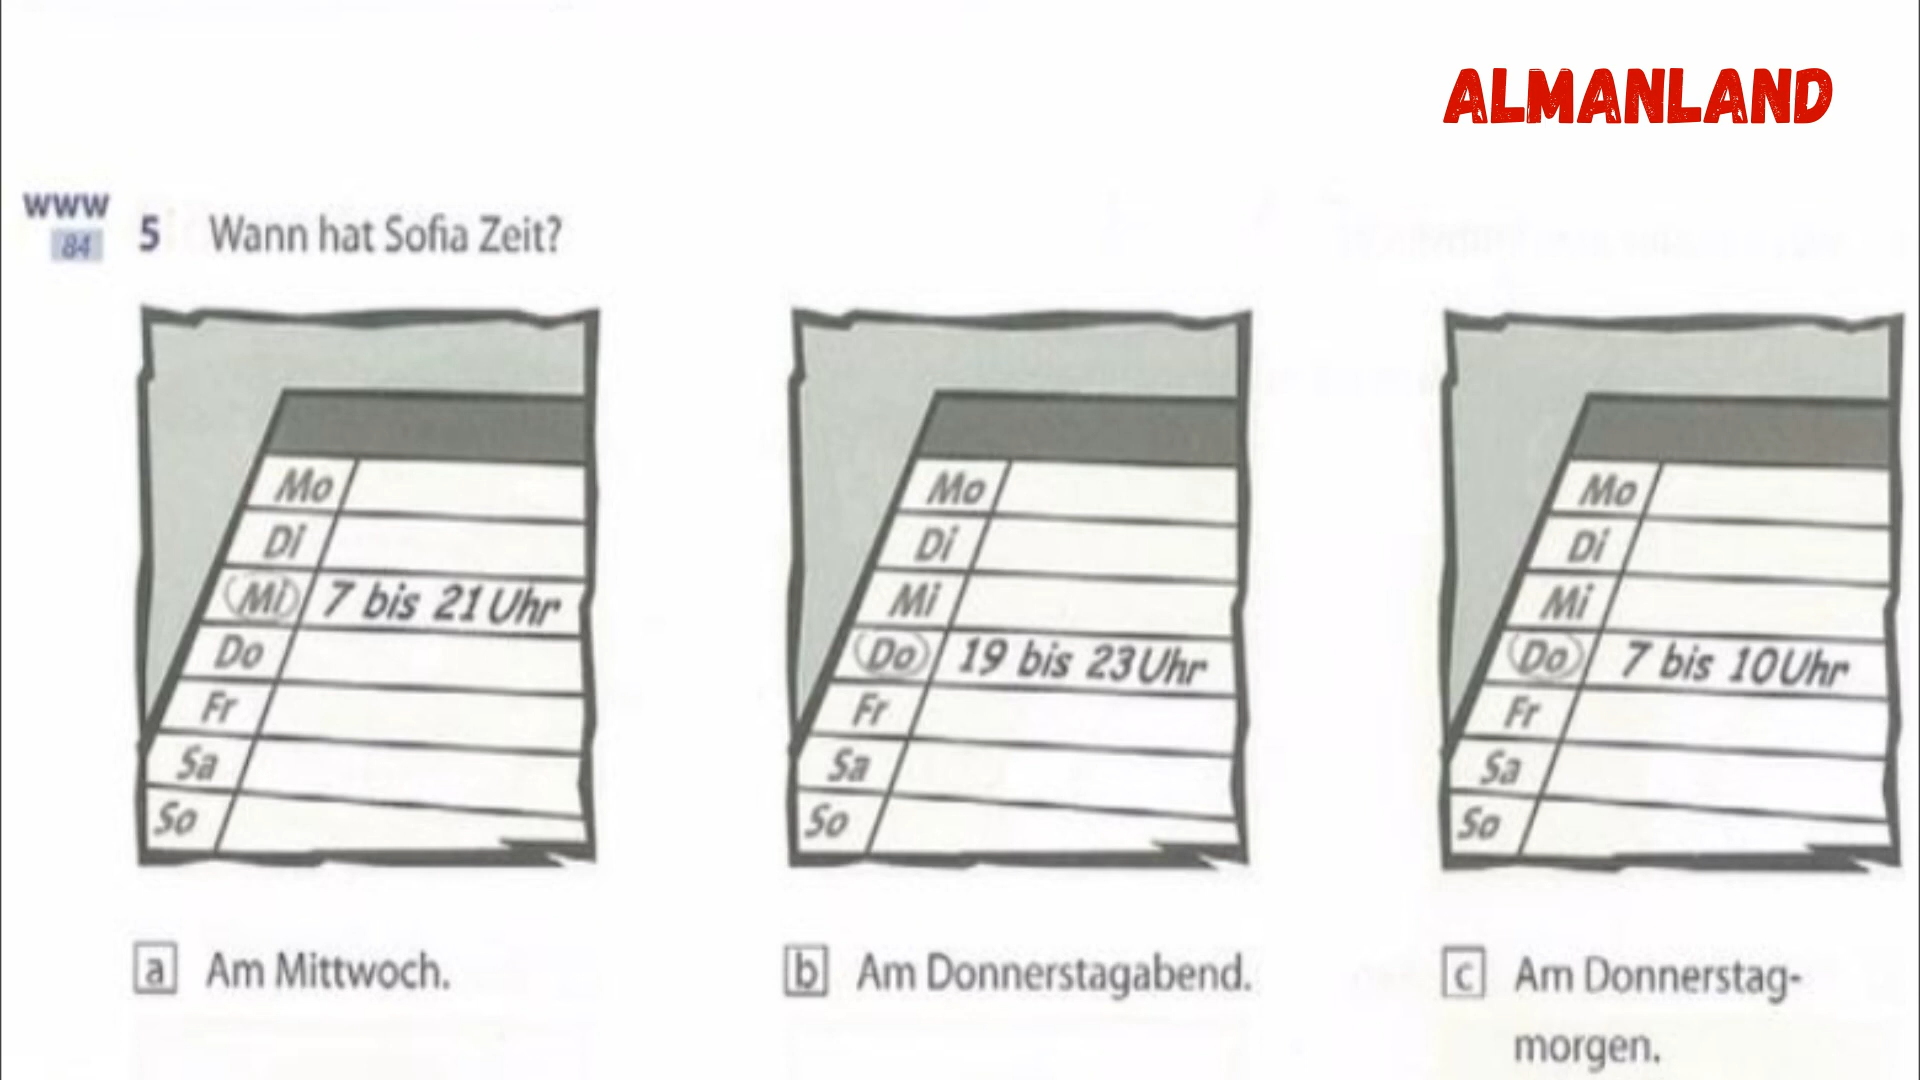 ALMANLAND
www
84
5 Wann hat Sofia Zeit?
Mo
Di
Mi 7 bis 21 Uhr
Do
Fr
Sa
So
a Am Mittwoch.
Mo
Di
Mi
Do 19 bis 23 Uhr
Fr
Sa
So
b Am Donnerstagabend.
Mo
Di
Mi
Do 7 bis 10 Uhr
Fr
Sa
So
c Am Donnerstag-
morgen.